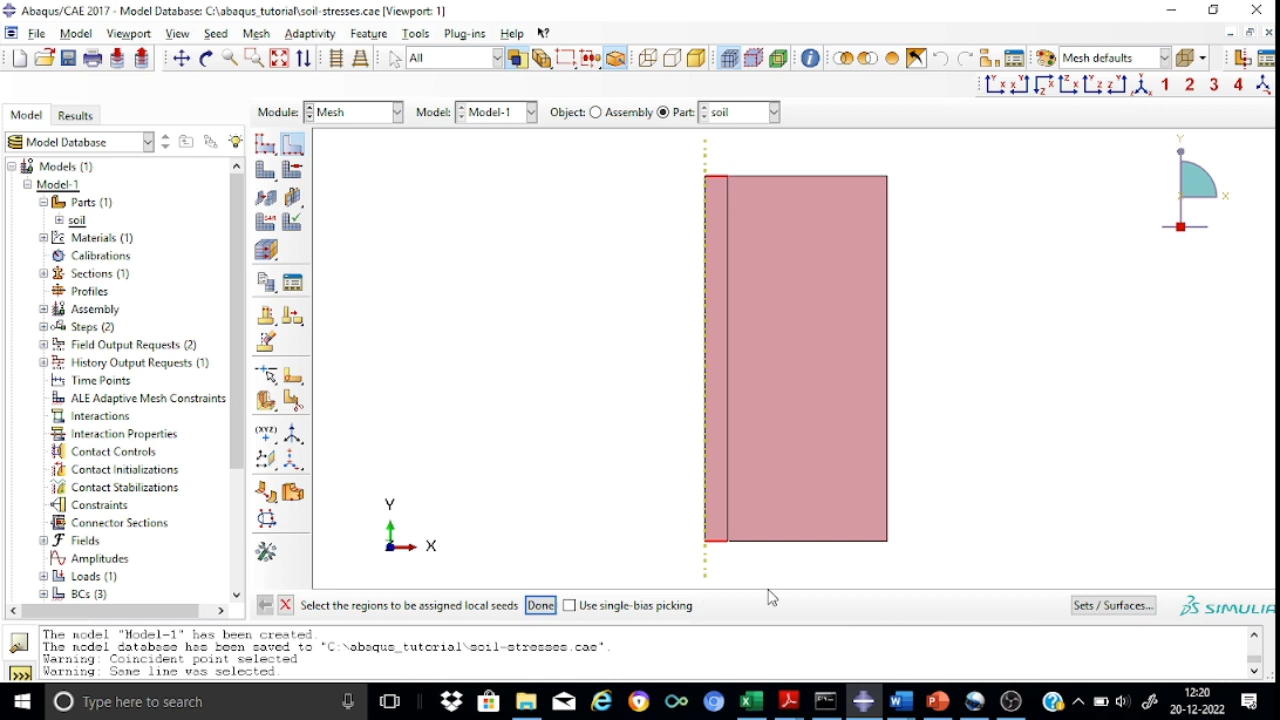 Abaqus/CAE 2017 - Model Database: C:\abaqus_tutorial\soil-stresses.cae [Viewport: 1]
File Model Viewport View Seed Mesh Adaptivity Feature Tools Plug-ins Help
All
Mesh defaults
1 2 3 4
Model Results
Module: Mesh Model: Model-1 Object: Assembly Part: soil
Model Database
Models (1)
Model-1
Parts (1)
soil
Materials (1)
Calibrations
Sections (1)
Profiles
Assembly
Steps (2)
Field Output Requests (2)
History Output Requests (1)
Time Points
ALE Adaptive Mesh Constraints
Interactions
Interaction Properties
Contact Controls
Contact Initializations
Contact Stabilizations
Constraints
Connector Sections
Fields
Amplitudes
Loads (1)
BCs (3)
Y
X
Y
X
Select the regions to be assigned local seeds Done Use single-bias picking
Sets / Surfaces...
SIMULIA
The model "Model-1" has been created.
The model database has been saved to "C:\abaqus_tutorial\soil-stresses.cae".
Warning: Coincident point selected
Warning: Same line was selected.
Type here to search
12:20
20-12-2022